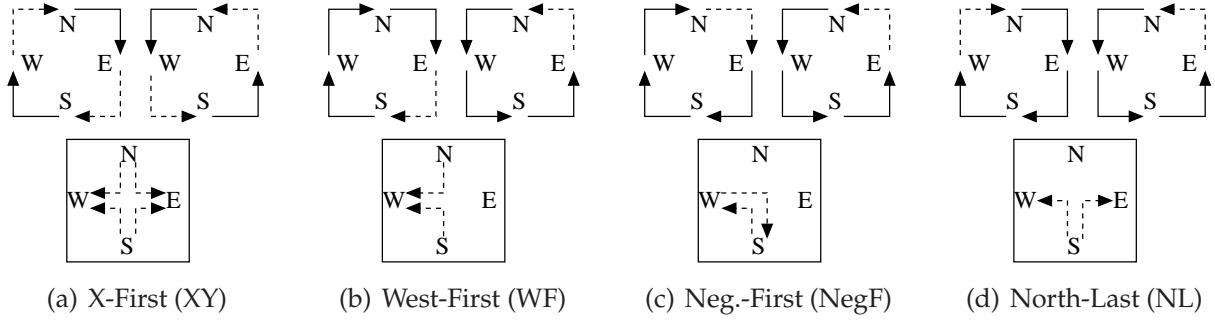 N N N N N N N N
W E W E W E W E W E W E W E W E
S S S S S S S S
N N N N
W E W E W E W E
S S S S
(a) X-First (XY) (b) West-First (WF) (c) Neg.-First (NegF) (d) North-Last (NL)